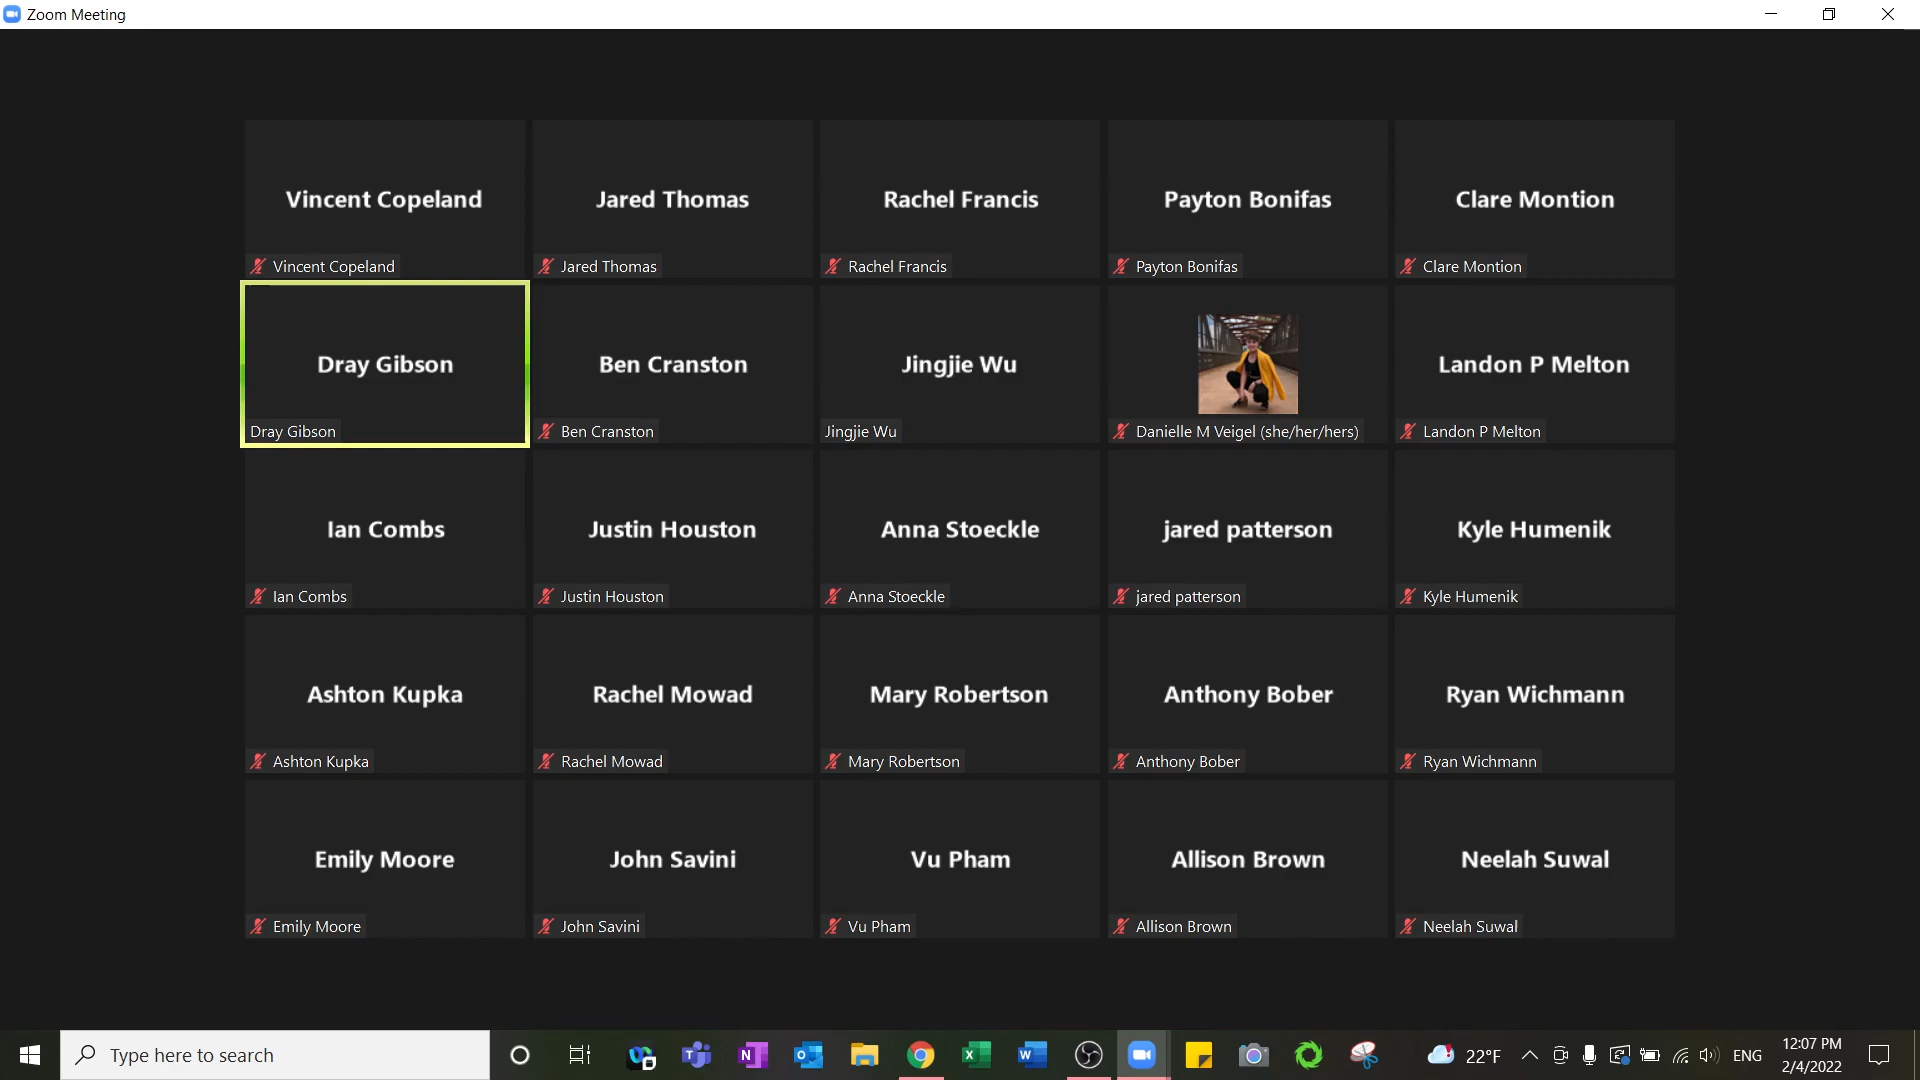 Zoom Meeting
Vincent Copeland
Jared Thomas
Rachel Francis
Payton Bonifas
Clare Montion
Vincent Copeland
Jared Thomas
Rachel Francis
Payton Bonifas
Clare Montion
Dray Gibson
Ben Cranston
Jingjie Wu
Landon P Melton
Dray Gibson
Ben Cranston
Jingjie Wu
Danielle M Veigel (she/her/hers)
Landon P Melton
Ian Combs
Justin Houston
Anna Stoeckle
jared patterson
Kyle Humenik
Ian Combs
Justin Houston
Anna Stoeckle
jared patterson
Kyle Humenik
Ashton Kupka
Rachel Mowad
Mary Robertson
Anthony Bober
Ryan Wichmann
Ashton Kupka
Rachel Mowad
Mary Robertson
Anthony Bober
Ryan Wichmann
Emily Moore
John Savini
Vu Pham
Allison Brown
Neelah Suwal
Emily Moore
John Savini
Vu Pham
Allison Brown
Neelah Suwal
Type here to search
22°F
ENG
12:07 PM
2/4/2022